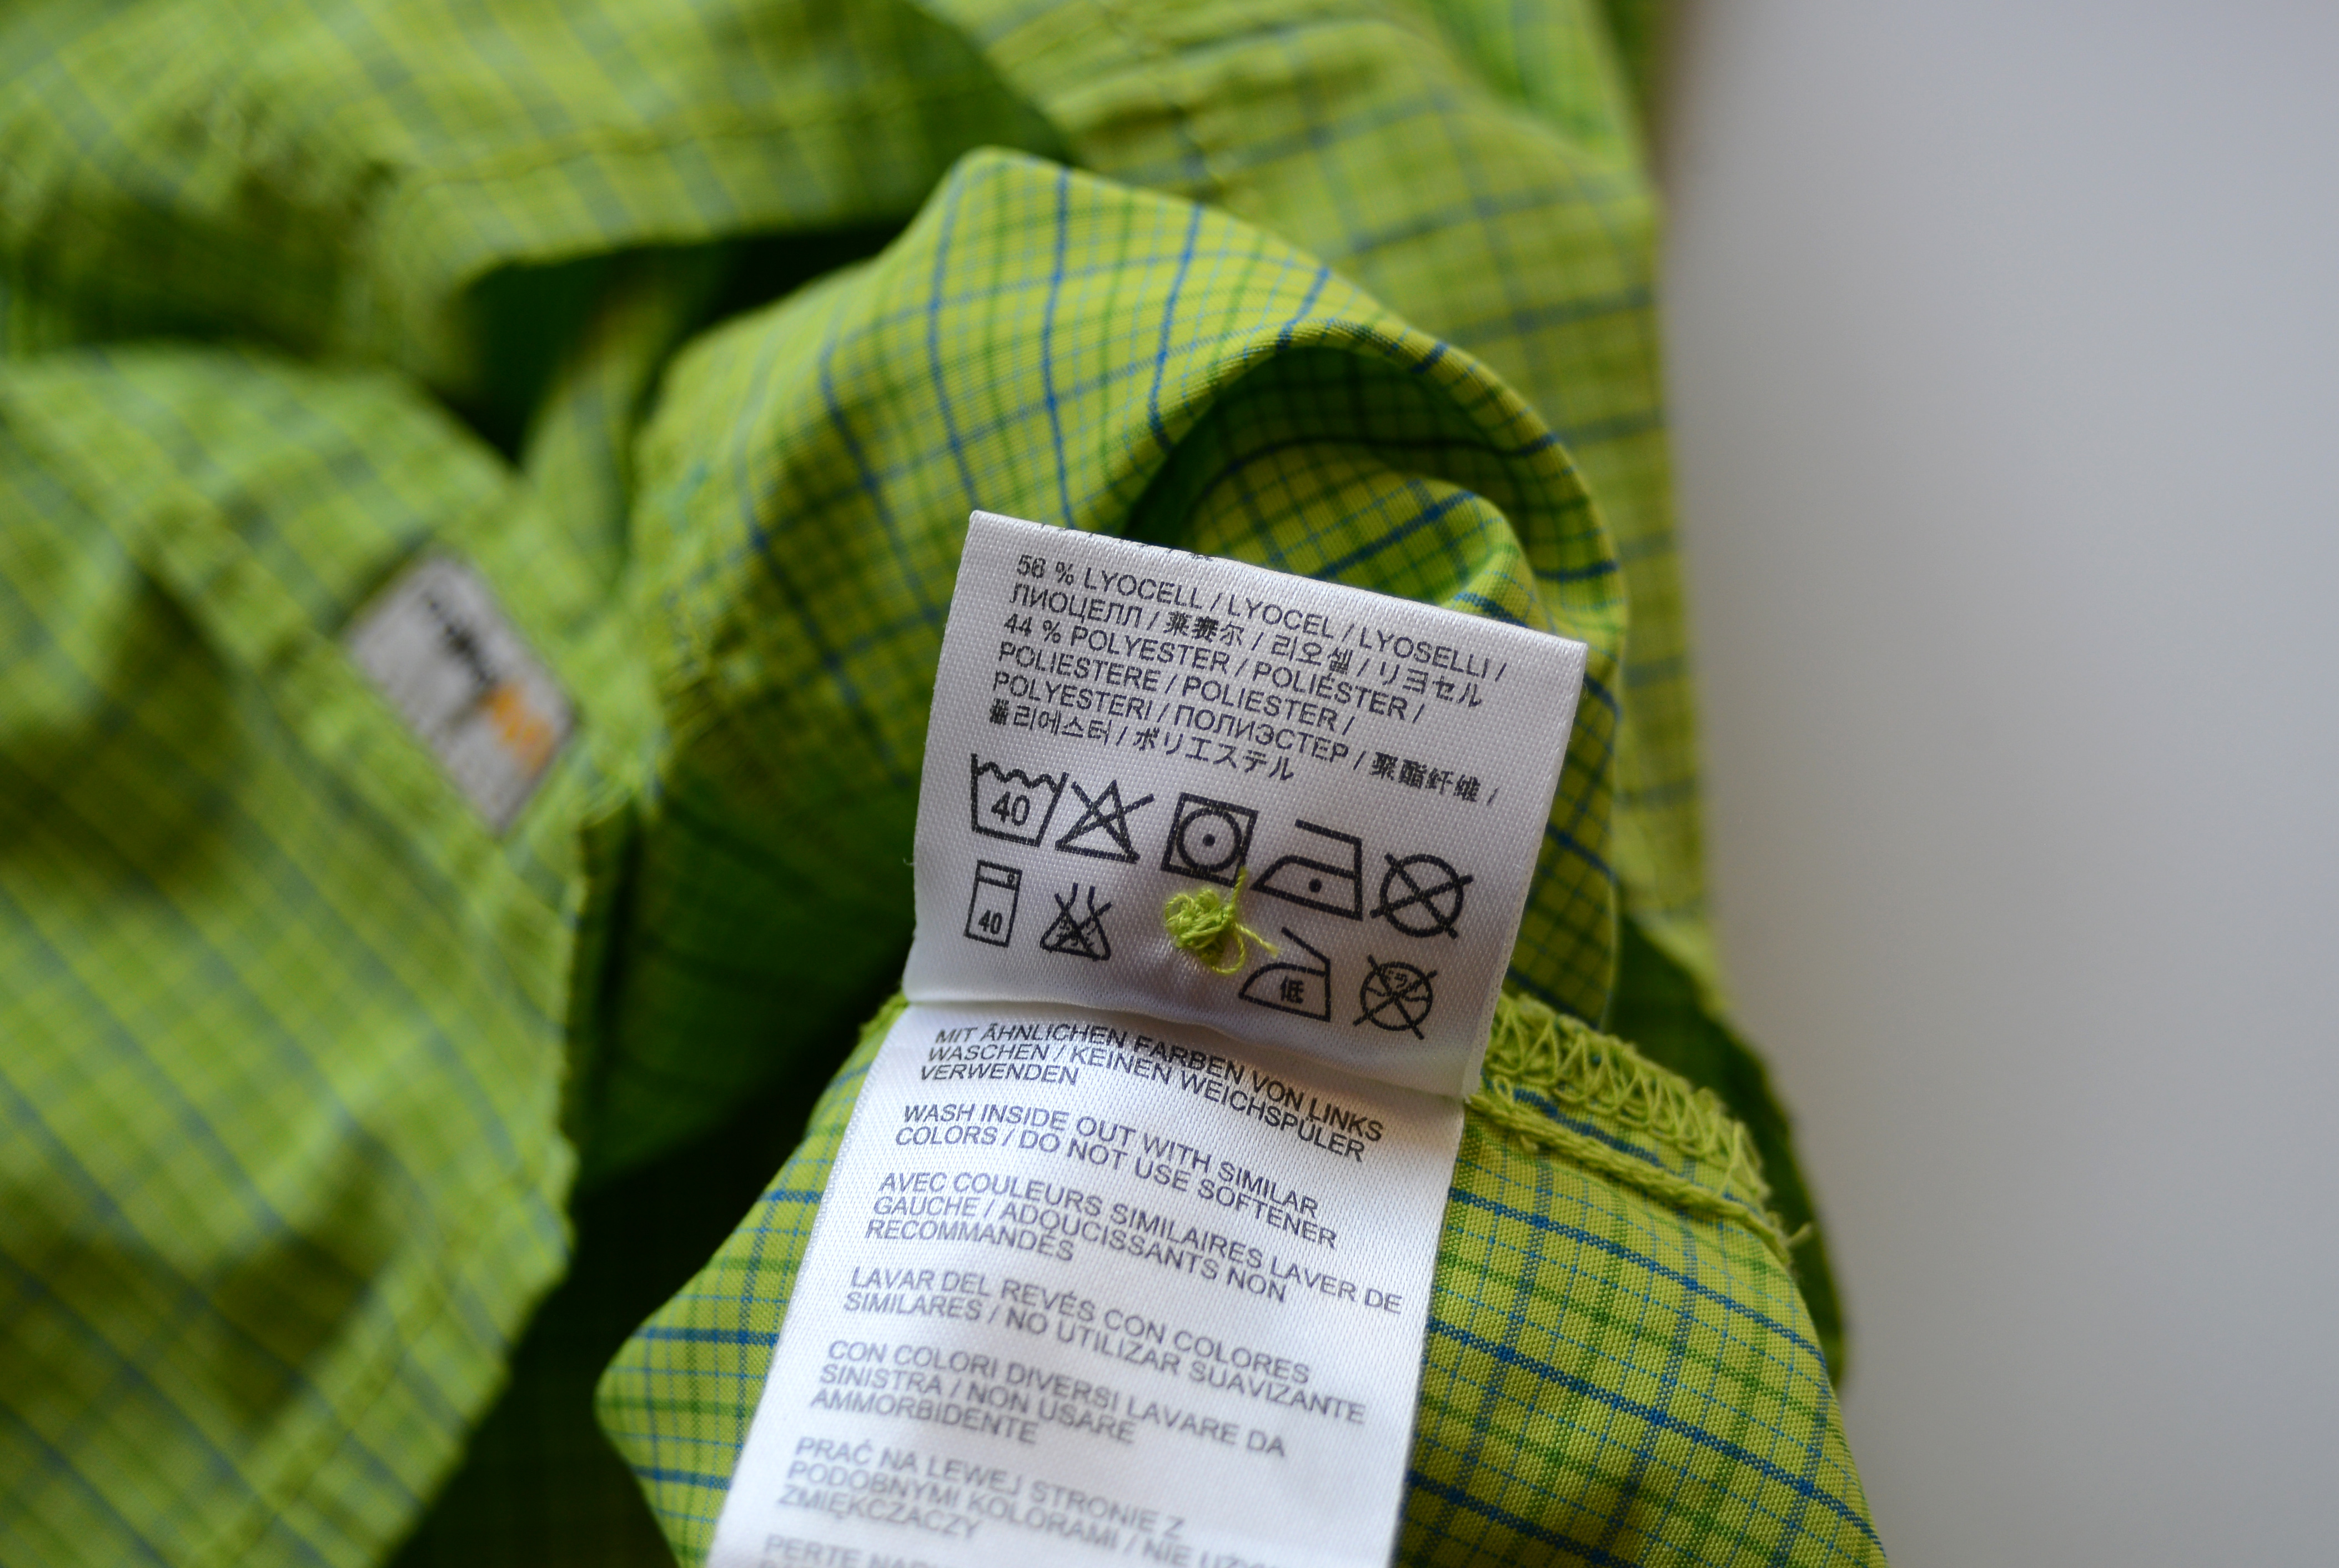 56 % LYOCELL / LYOCEL / LYOSELLI /
ЛИОЦЕЛЛ / 莱赛尔 / 리오셀 / リヨセル
44 % POLYESTER / POLIÉSTER /
POLIESTERE / POLIESTER /
POLYESTERI / ПОЛИЭСТЕР / 聚酯纤维 /
폴리에스터 / ポリエステル
40
40
低
MIT ÄHNLICHEN FARBEN VON LINKS
WASCHEN / KEINEN WEICHSPÜLER
VERWENDEN
WASH INSIDE OUT WITH SIMILAR
COLORS / DO NOT USE SOFTENER
AVEC COULEURS SIMILAIRES LAVER DE
GAUCHE / ADOUCISSANTS NON
RECOMMANDÉS
LAVAR DEL REVÉS CON COLORES
SIMILARES / NO UTILIZAR SUAVIZANTE
CON COLORI DIVERSI LAVARE DA
SINISTRA / NON USARE
AMMORBIDENTE
PRAĆ NA LEWEJ STRONIE Z
PODOBNYMI KOLORAMI / NIE
ZMIĘKCZACZY